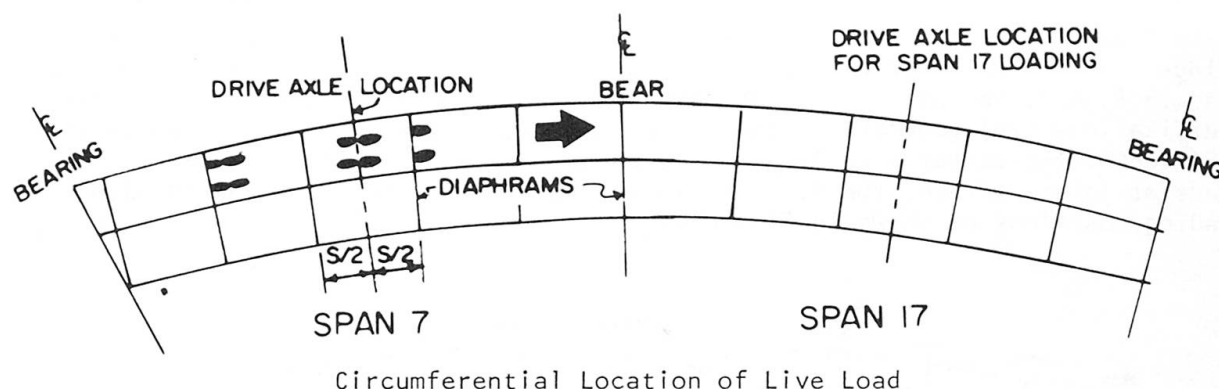 ℄
BEARING
DRIVE AXLE LOCATION
℄
BEAR
DRIVE AXLE LOCATION
FOR SPAN 17 LOADING
℄
BEARING
DIAPHRAMS
S/2
S/2
SPAN 7
SPAN 17
Circumferential Location of Live Load